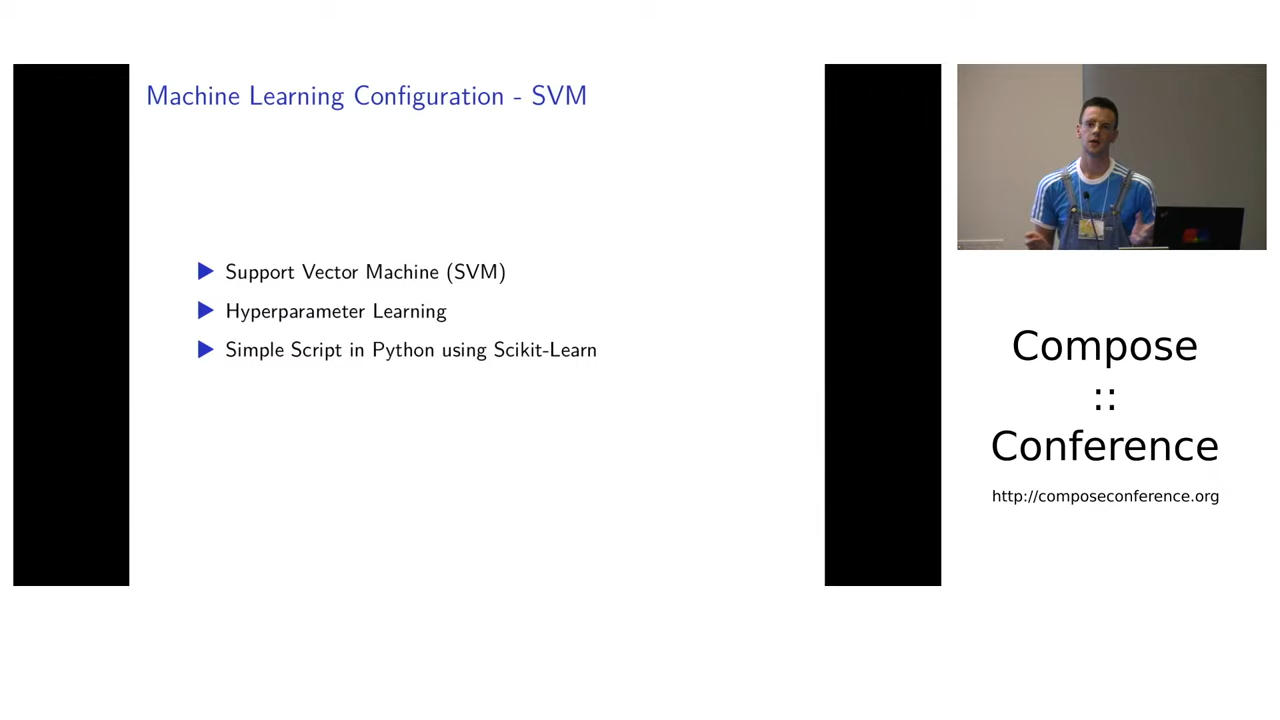 Machine Learning Configuration - SVM
Support Vector Machine (SVM)
Hyperparameter Learning
Simple Script in Python using Scikit-Learn
Compose
::
Conference
http://composeconference.org